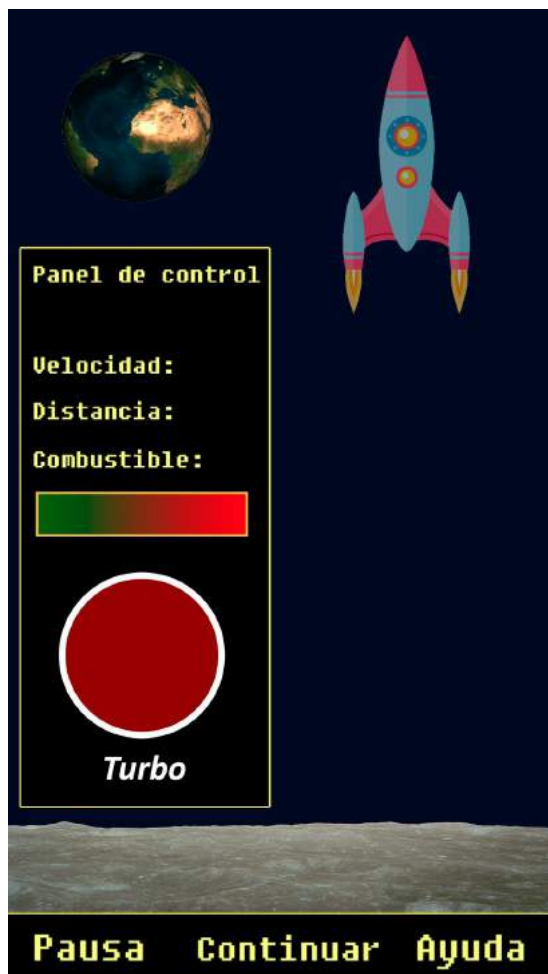 Panel de control
Velocidad:
Distancia:
Combustible:
Turbo
Pausa Continuar Ayuda